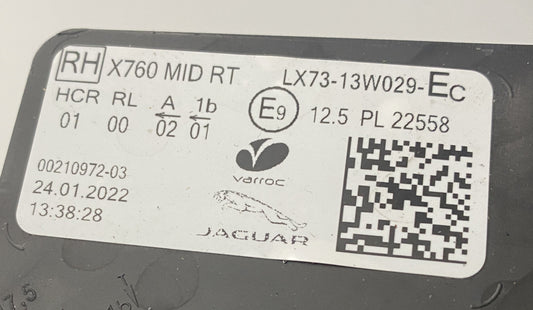 RH X760 MID RT LX73-13W029-EC
HCR RL A 1b E9 12.5 PL 22558
01 00 02 01
00210972-03
24.01.2022
13:38:28
varroc
JAGUAR